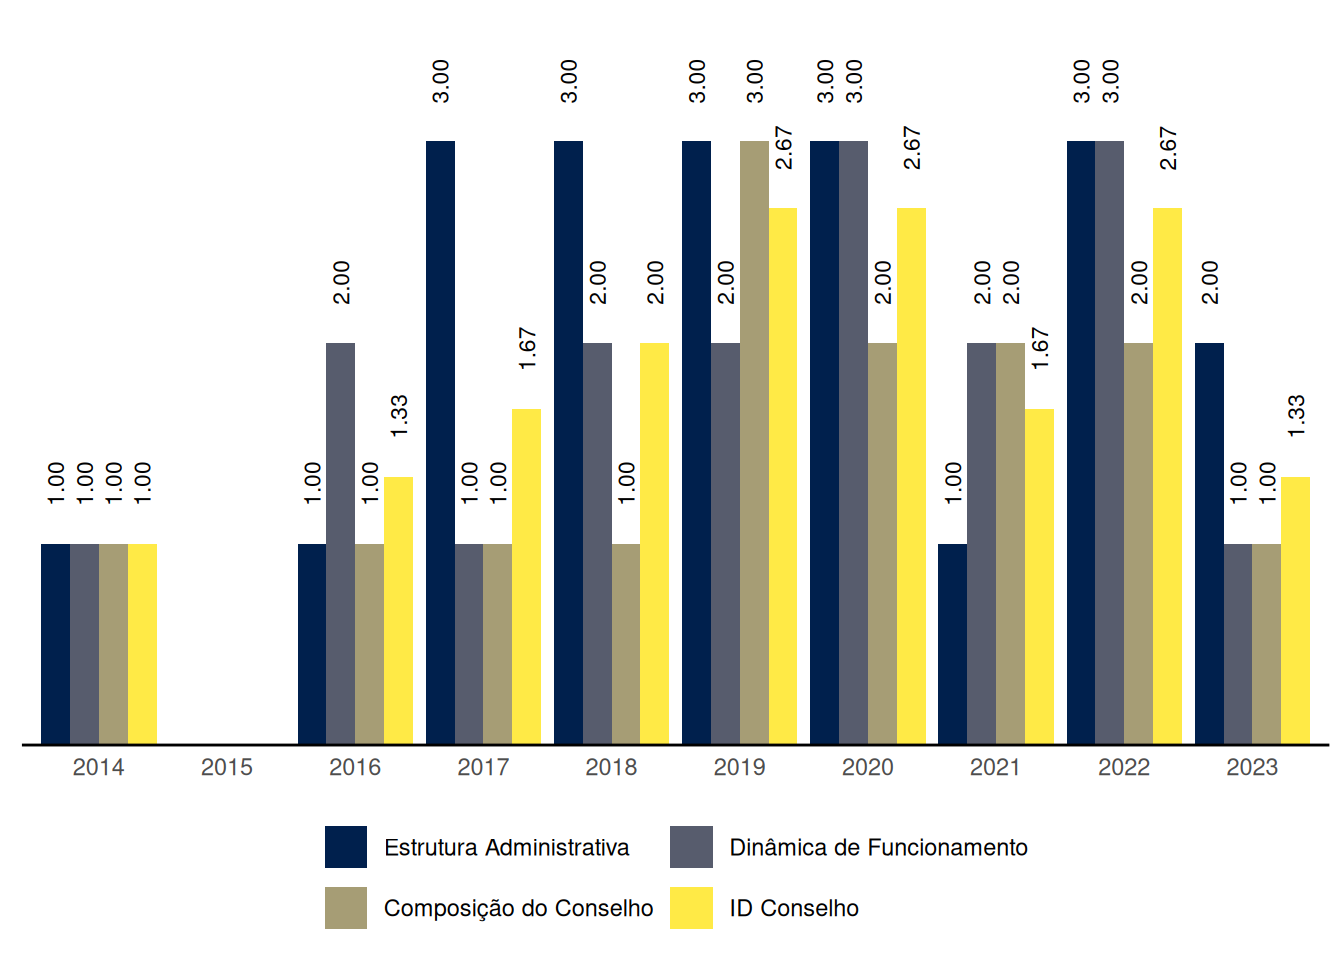 3.00 3.00 3.00 3.00 3.00 3.00 3.00 3.00
2.67 2.67 2.67
2.00 2.00 2.00 2.00 2.00 2.00 2.00 2.00 2.00
1.67 1.67
1.33 1.33
1.00 1.00 1.00 1.00 1.00 1.00 1.00 1.00 1.00 1.00 1.00 1.00
2014 2015 2016 2017 2018 2019 2020 2021 2022 2023
Estrutura Administrativa Dinâmica de Funcionamento
Composição do Conselho ID Conselho